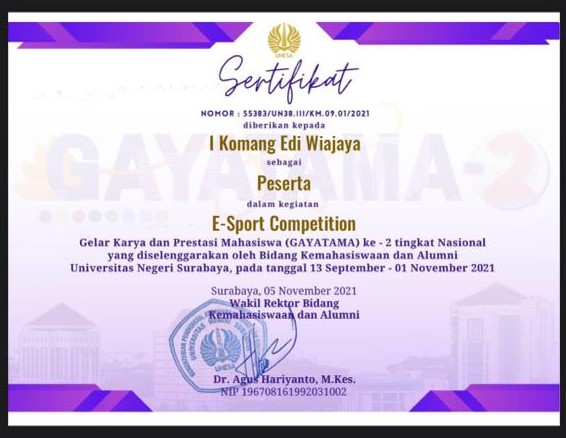 UNESA
Sertifikat
NOMOR : 55383/UN38.III/KM.09.01/2021
diberikan kepada
I Komang Edi Wiajaya
sebagai
Peserta
dalam kegiatan
GAYATAMA-2
E-Sport Competition
Gelar Karya dan Prestasi Mahasiswa (GAYATAMA) ke - 2 tingkat Nasional
yang diselenggarakan oleh Bidang Kemahasiswaan dan Alumni
Universitas Negeri Surabaya, pada tanggal 13 September - 01 November 2021
Surabaya, 05 November 2021
Wakil Rektor Bidang
Kemahasiswaan dan Alumni
UNESA
Dr. Agus Hariyanto, M.Kes.
NIP 196708161992031002